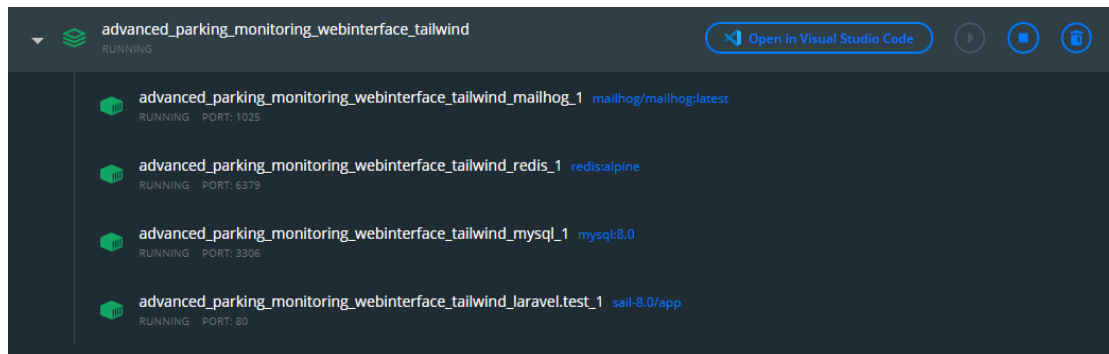 advanced_parking_monitoring_webinterface_tailwind
RUNNING
Open in Visual Studio Code
advanced_parking_monitoring_webinterface_tailwind_mailhog_1 mailhog/mailhog:latest
RUNNING PORT: 1025
advanced_parking_monitoring_webinterface_tailwind_redis_1 redis:alpine
RUNNING PORT: 6379
advanced_parking_monitoring_webinterface_tailwind_mysql_1 mysql:8.0
RUNNING PORT: 3306
advanced_parking_monitoring_webinterface_tailwind_laravel.test_1 sail-8.0/app
RUNNING PORT: 80